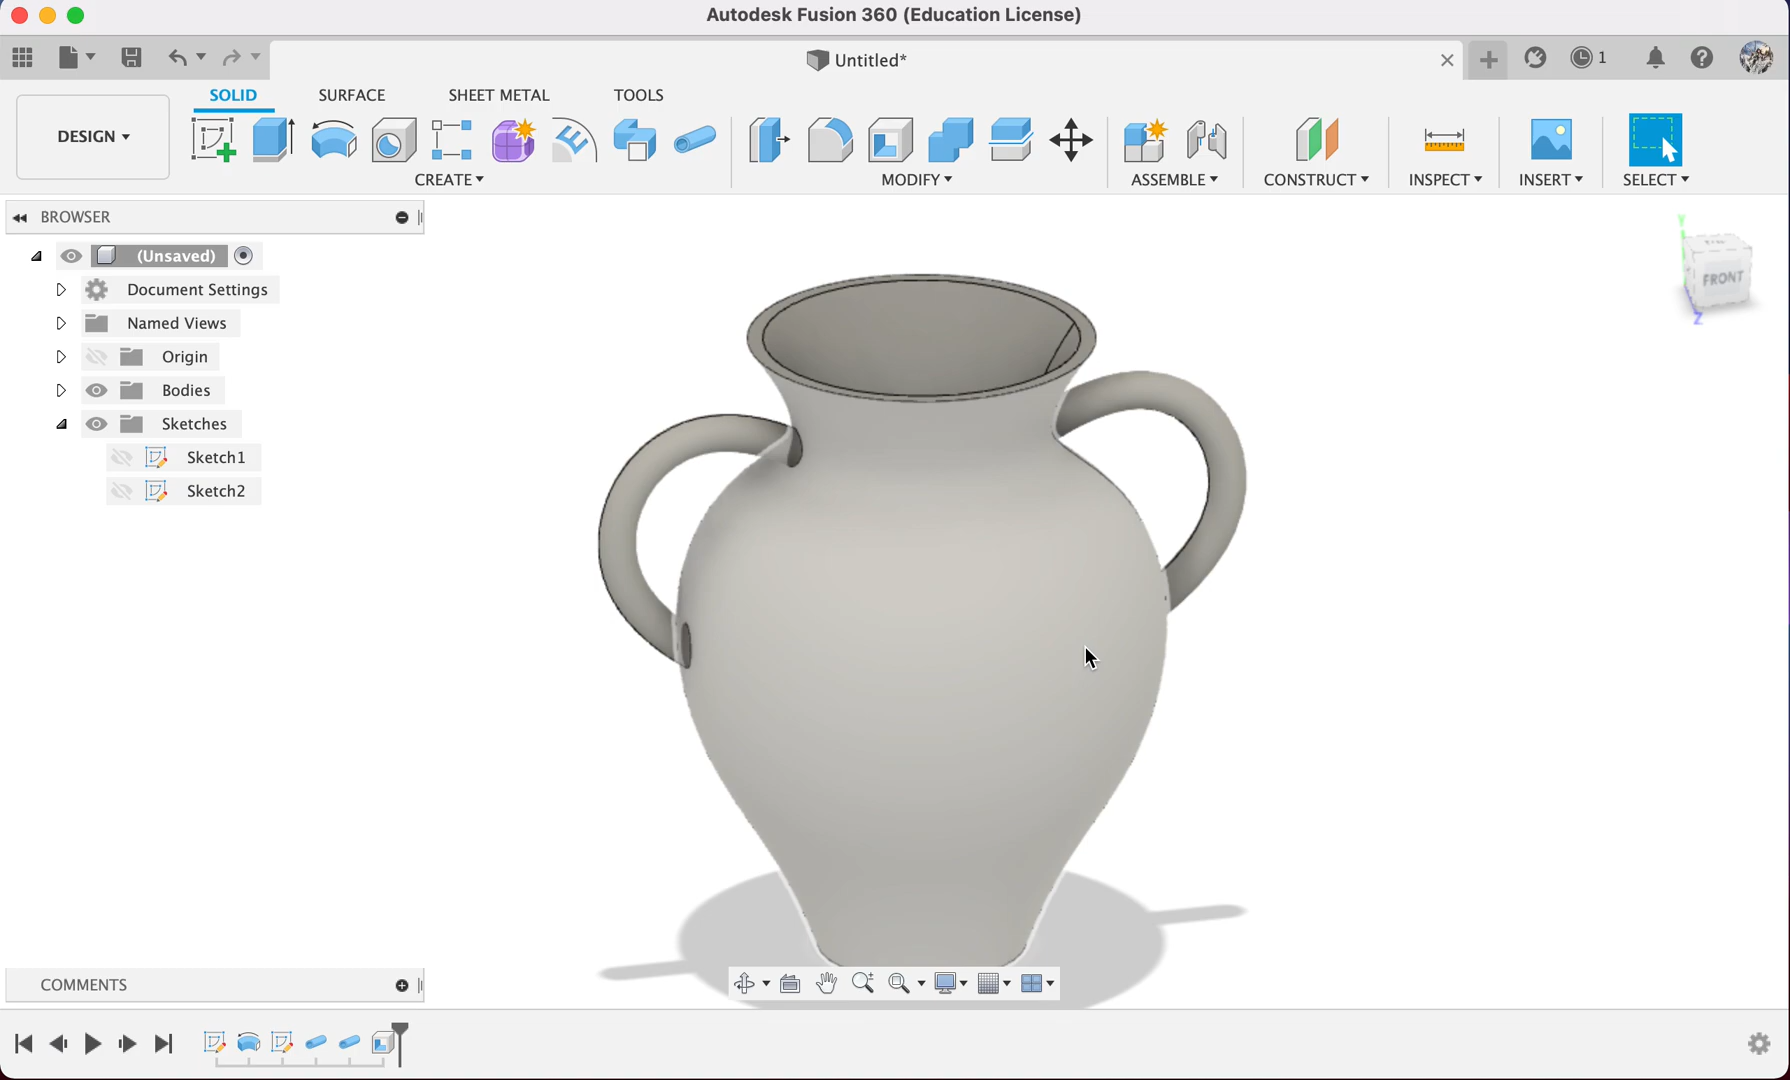 Autodesk Fusion 360 (Education License)
Untitled*
1
SOLID SURFACE SHEET METAL TOOLS
DESIGN
CREATE MODIFY ASSEMBLE CONSTRUCT INSPECT INSERT SELECT
BROWSER
(Unsaved)
Document Settings
Named Views
Origin
Bodies
Sketches
Sketch1
Sketch2
Y
FRONT
Z
COMMENTS